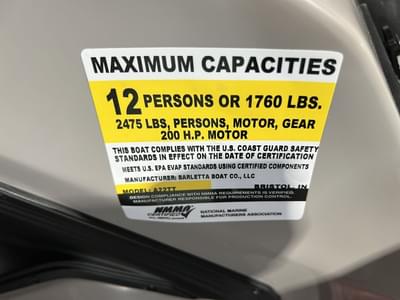 MAXIMUM CAPACITIES
12 PERSONS OR 1760 LBS.
2475 LBS, PERSONS, MOTOR, GEAR
200 H.P. MOTOR
THIS BOAT COMPLIES WITH THE U.S. COAST GUARD SAFETY
STANDARDS IN EFFECT ON THE DATE OF CERTIFICATION
MEETS U.S. EPA EVAP STANDARDS USING CERTIFIED COMPONENTS
MANUFACTURER: BARLETTA BOAT CO., LLC
MODEL: BRISTOL, IN
DESIGN COMPLIANCE WITH NMMA REQUIREMENTS IS VERIFIED.
MANUFACTURER RESPONSIBLE FOR PRODUCTION CONTROL.
NMMA CERTIFIED
NATIONAL MARINE
MANUFACTURERS ASSOCIATION